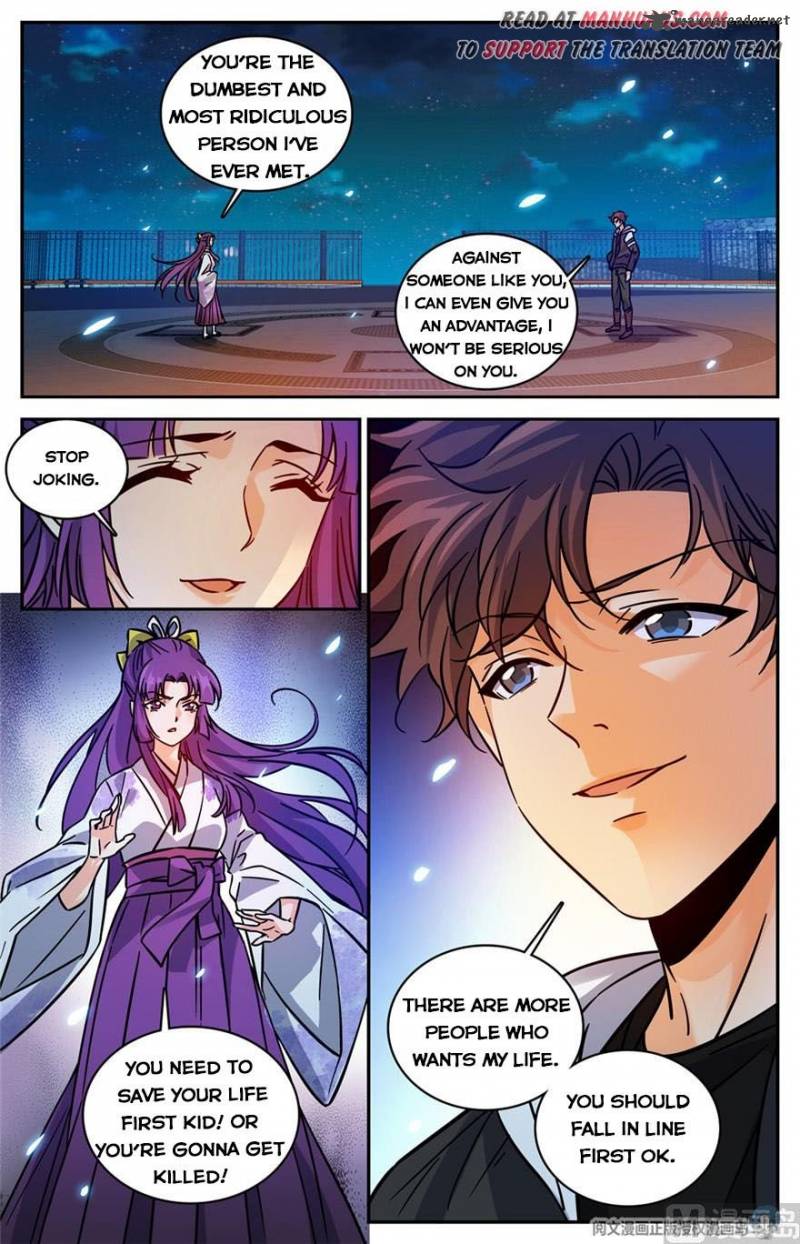 READ AT
TO SUPPORT THE TRANSLATION TEAM
YOU'RE THE
DUMBEST AND
MOST RIDICULOUS
PERSON I'VE
EVER MET.
AGAINST
SOMEONE LIKE YOU,
I CAN EVEN GIVE YOU
AN ADVANTAGE, I
WON'T BE SERIOUS
ON YOU.
STOP
JOKING.
THERE ARE MORE
PEOPLE WHO
WANTS MY LIFE.
YOU SHOULD
FALL IN LINE
FIRST OK.
YOU NEED TO
SAVE YOUR LIFE
FIRST KID! OR
YOU'RE GONNA GET
KILLED!